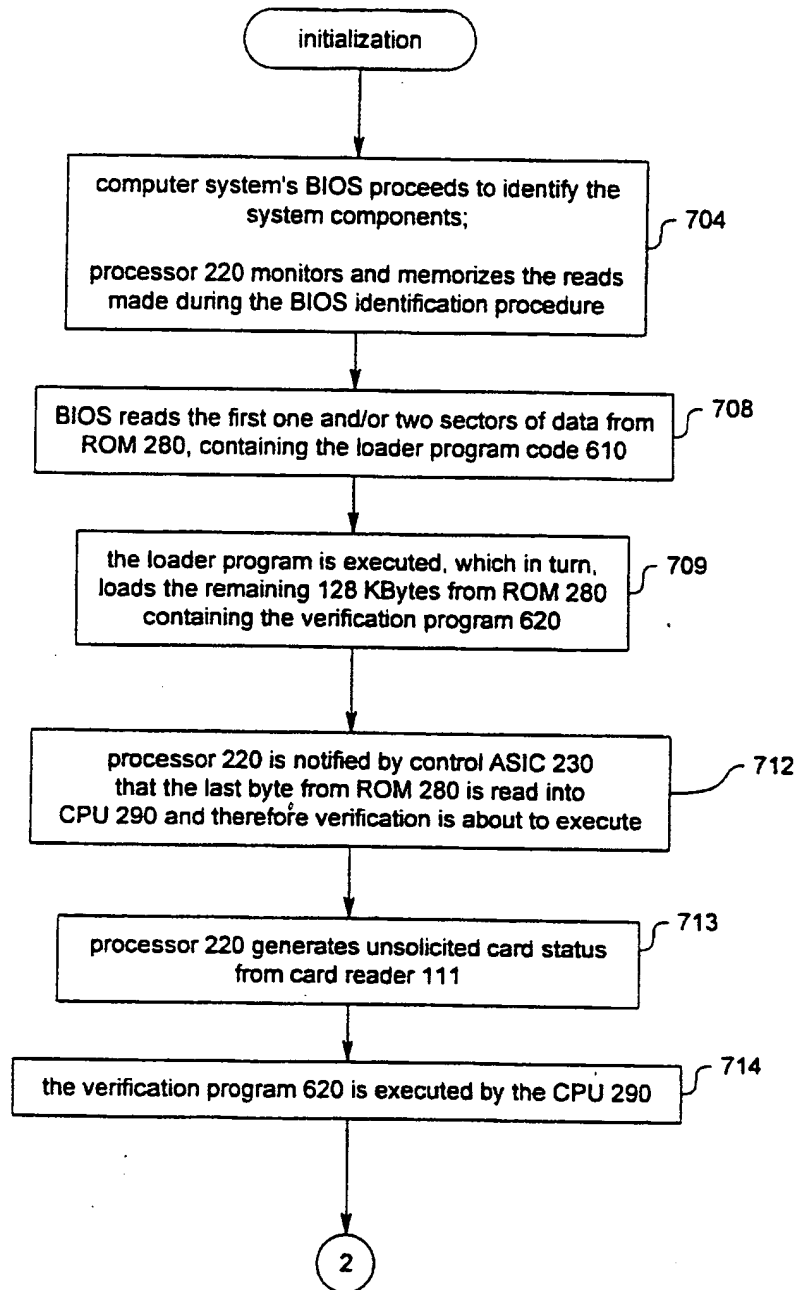 initialization
computer system's BIOS proceeds to identify the
system components;
704
processor 220 monitors and memorizes the reads
made during the BIOS identification procedure
BIOS reads the first one and/or two sectors of data from
708
ROM 280, containing the loader program code 610
the loader program is executed, which in turn,
709
loads the remaining 128 KBytes from ROM 280
containing the verification program 620
processor 220 is notified by control ASIC 230
712
that the last byte from ROM 280 is read into
CPU 290 and therefore verification is about to execute
713
processor 220 generates unsolicited card status
from card reader 111
714
the verification program 620 is executed by the CPU 290
2